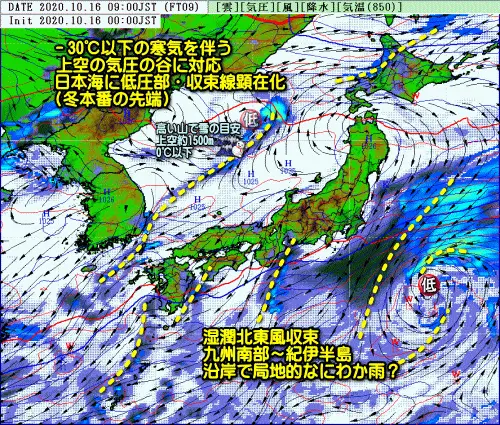 DATE 2020.10.16 09:00JST (FT09)
[雲][気圧][風][降水][気温(850)]
Init 2020.10.16 00:00JST
－30℃以下の寒気を伴う
上空の気圧の谷に対応
日本海に低圧部・収束線顕在化
(冬本番の先端)
低
高い山で雪の目安
上空約1500m
0℃以下
H
1026
H
1025
H
1025
H
1025
H
1026
低
湿潤北東風収束
九州南部～紀伊半島
沿岸で局地的なにわか雨？